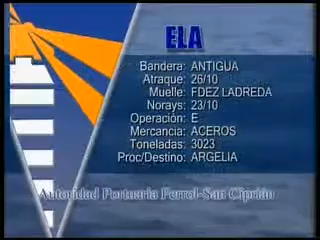 ELA
Bandera: ANTIGUA
Atraque: 26/10
Muelle: FDEZ LADREDA
Norays: 23/10
Operación: E
Mercancia: ACEROS
Toneladas: 3023
Proc/Destino: ARGELIA
Autoridad Portuaria Ferrol-San Ciprián